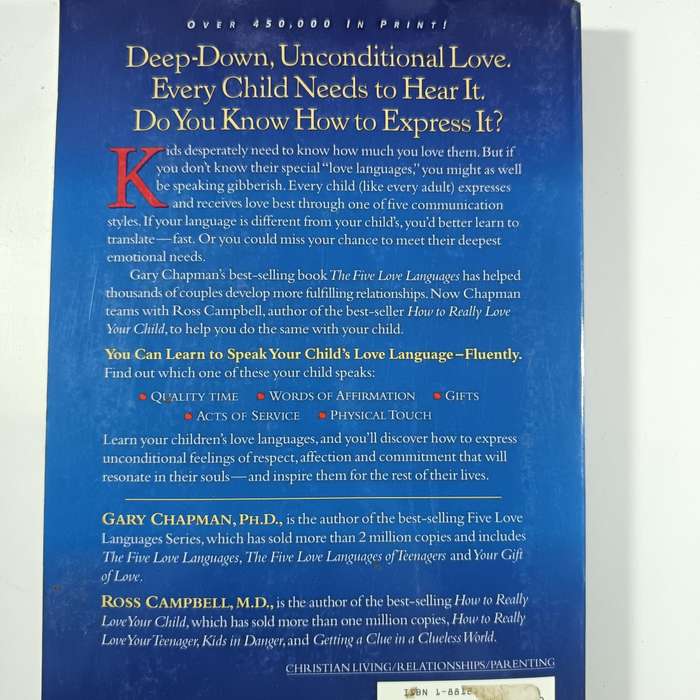 OVER 450,000 IN PRINT!
DEEP-DOWN, UNCONDITIONAL LOVE.
EVERY CHILD NEEDS TO HEAR IT.
DO YOU KNOW HOW TO EXPRESS IT?
Kids desperately need to know how much you love them. But if
you don't know their special "love languages," you might as well
be speaking gibberish. Every child (like every adult) expresses
and receives love best through one of five communication
styles. If your language is different from your child's, you'd better learn to
translate—fast. Or you could miss your chance to meet their deepest
emotional needs.
Gary Chapman's best-selling book The Five Love Languages has helped
thousands of couples develop more fulfilling relationships. Now Chapman
teams with Ross Campbell, author of the best-seller How to Really Love
Your Child, to help you do the same with your child.
You Can Learn to Speak Your Child's Love Language–Fluently.
Find out which one of these your child speaks:
• QUALITY TIME • WORDS OF AFFIRMATION • GIFTS
• ACTS OF SERVICE • PHYSICAL TOUCH
Learn your children's love languages, and you'll discover how to express
unconditional feelings of respect, affection and commitment that will
resonate in their souls—and inspire them for the rest of their lives.
GARY CHAPMAN, PH.D., is the author of the best-selling Five Love
Languages Series, which has sold more than 2 million copies and includes
The Five Love Languages, The Five Love Languages of Teenagers and Your Gift
of Love.
ROSS CAMPBELL, M.D., is the author of the best-selling How to Really
Love Your Child, which has sold more than one million copies, How to Really
Love Your Teenager, Kids in Danger, and Getting a Clue in a Clueless World.
CHRISTIAN LIVING/RELATIONSHIPS/PARENTING
ISBN 1-8812